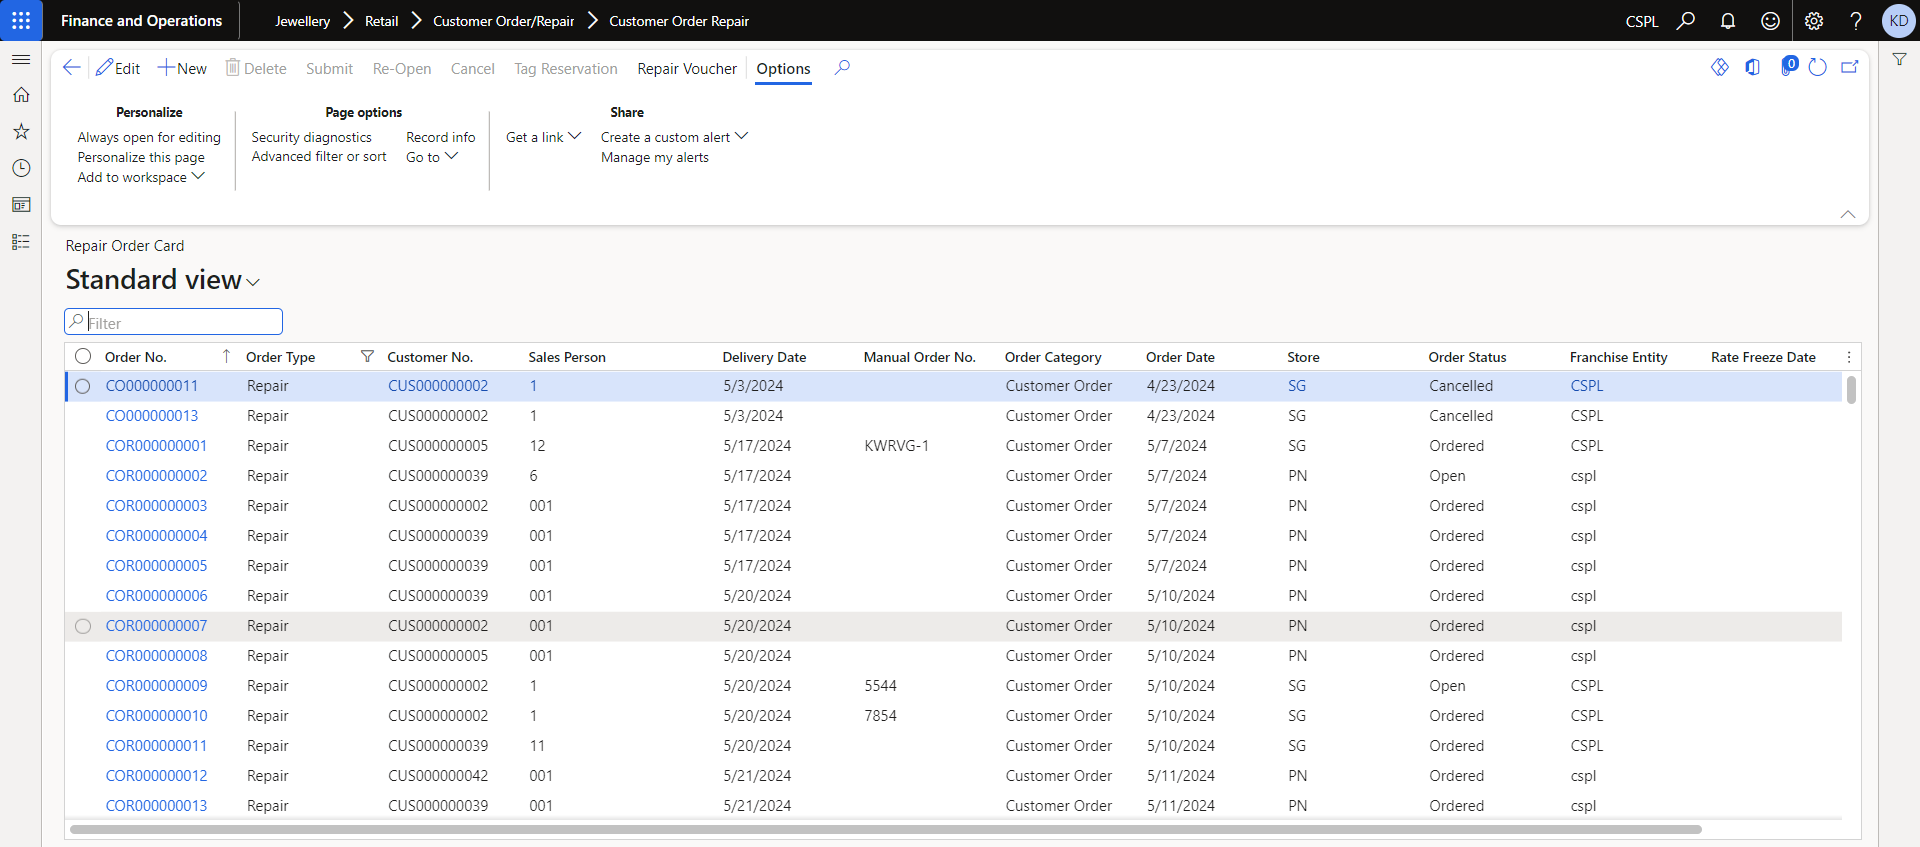 Finance and Operations Jewellery Retail Customer Order/Repair Customer Order Repair CSPL ? KD
Edit New Delete Submit Re-Open Cancel Tag Reservation Repair Voucher Options 0
Personalize Page options Share
Always open for editing Security diagnostics Record info Get a link Create a custom alert
Personalize this page Advanced filter or sort Go to Manage my alerts
Add to workspace
Repair Order Card
Standard view
Filter
Order No. Order Type Customer No. Sales Person Delivery Date Manual Order No. Order Category Order Date Store Order Status Franchise Entity Rate Freeze Date
CO000000011 Repair CUS000000002 1 5/3/2024 Customer Order 4/23/2024 SG Cancelled CSPL
CO000000013 Repair CUS000000002 1 5/3/2024 Customer Order 4/23/2024 SG Cancelled CSPL
COR000000001 Repair CUS000000005 12 5/17/2024 KWRVG-1 Customer Order 5/7/2024 SG Ordered CSPL
COR000000002 Repair CUS000000039 6 5/17/2024 Customer Order 5/7/2024 PN Open cspl
COR000000003 Repair CUS000000002 001 5/17/2024 Customer Order 5/7/2024 PN Ordered cspl
COR000000004 Repair CUS000000039 001 5/17/2024 Customer Order 5/7/2024 PN Ordered cspl
COR000000005 Repair CUS000000039 001 5/17/2024 Customer Order 5/7/2024 PN Ordered cspl
COR000000006 Repair CUS000000039 001 5/20/2024 Customer Order 5/10/2024 PN Ordered cspl
COR000000007 Repair CUS000000002 001 5/20/2024 Customer Order 5/10/2024 PN Ordered cspl
COR000000008 Repair CUS000000005 001 5/20/2024 Customer Order 5/10/2024 PN Ordered cspl
COR000000009 Repair CUS000000002 1 5/20/2024 5544 Customer Order 5/10/2024 SG Open CSPL
COR000000010 Repair CUS000000002 1 5/20/2024 7854 Customer Order 5/10/2024 SG Ordered CSPL
COR000000011 Repair CUS000000039 11 5/20/2024 Customer Order 5/10/2024 SG Ordered CSPL
COR000000012 Repair CUS000000042 001 5/21/2024 Customer Order 5/11/2024 PN Ordered cspl
COR000000013 Repair CUS000000039 001 5/21/2024 Customer Order 5/11/2024 PN Ordered cspl